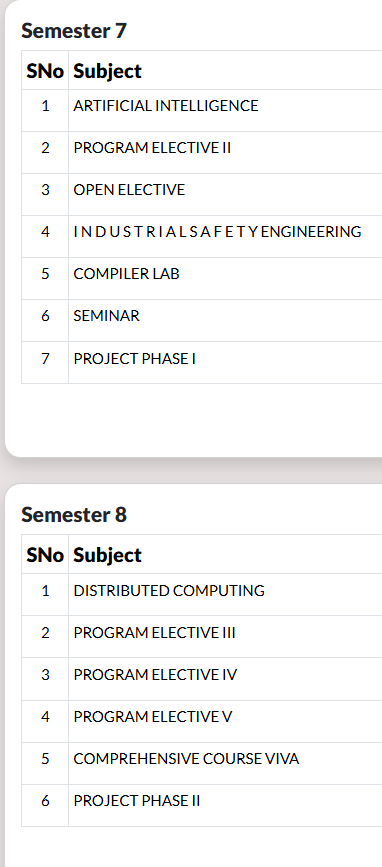 Semester 7
SNo Subject
1 ARTIFICIAL INTELLIGENCE
2 PROGRAM ELECTIVE II
3 OPEN ELECTIVE
4 I N D U S T R I A L S A F E T Y ENGINEERING
5 COMPILER LAB
6 SEMINAR
7 PROJECT PHASE I
Semester 8
SNo Subject
1 DISTRIBUTED COMPUTING
2 PROGRAM ELECTIVE III
3 PROGRAM ELECTIVE IV
4 PROGRAM ELECTIVE V
5 COMPREHENSIVE COURSE VIVA
6 PROJECT PHASE II